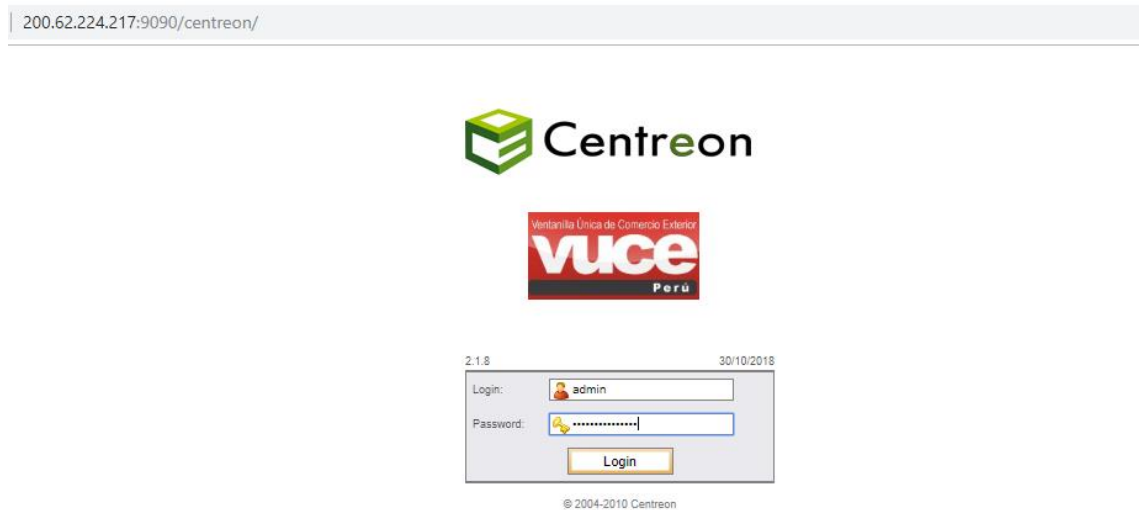 200.62.224.217:9090/centreon/
Centreon
Ventanilla Única de Comercio Exterior
vuce
Perú
2.1.8 30/10/2018
Login: admin
Password: •••••••••••••••
Login
© 2004-2010 Centreon